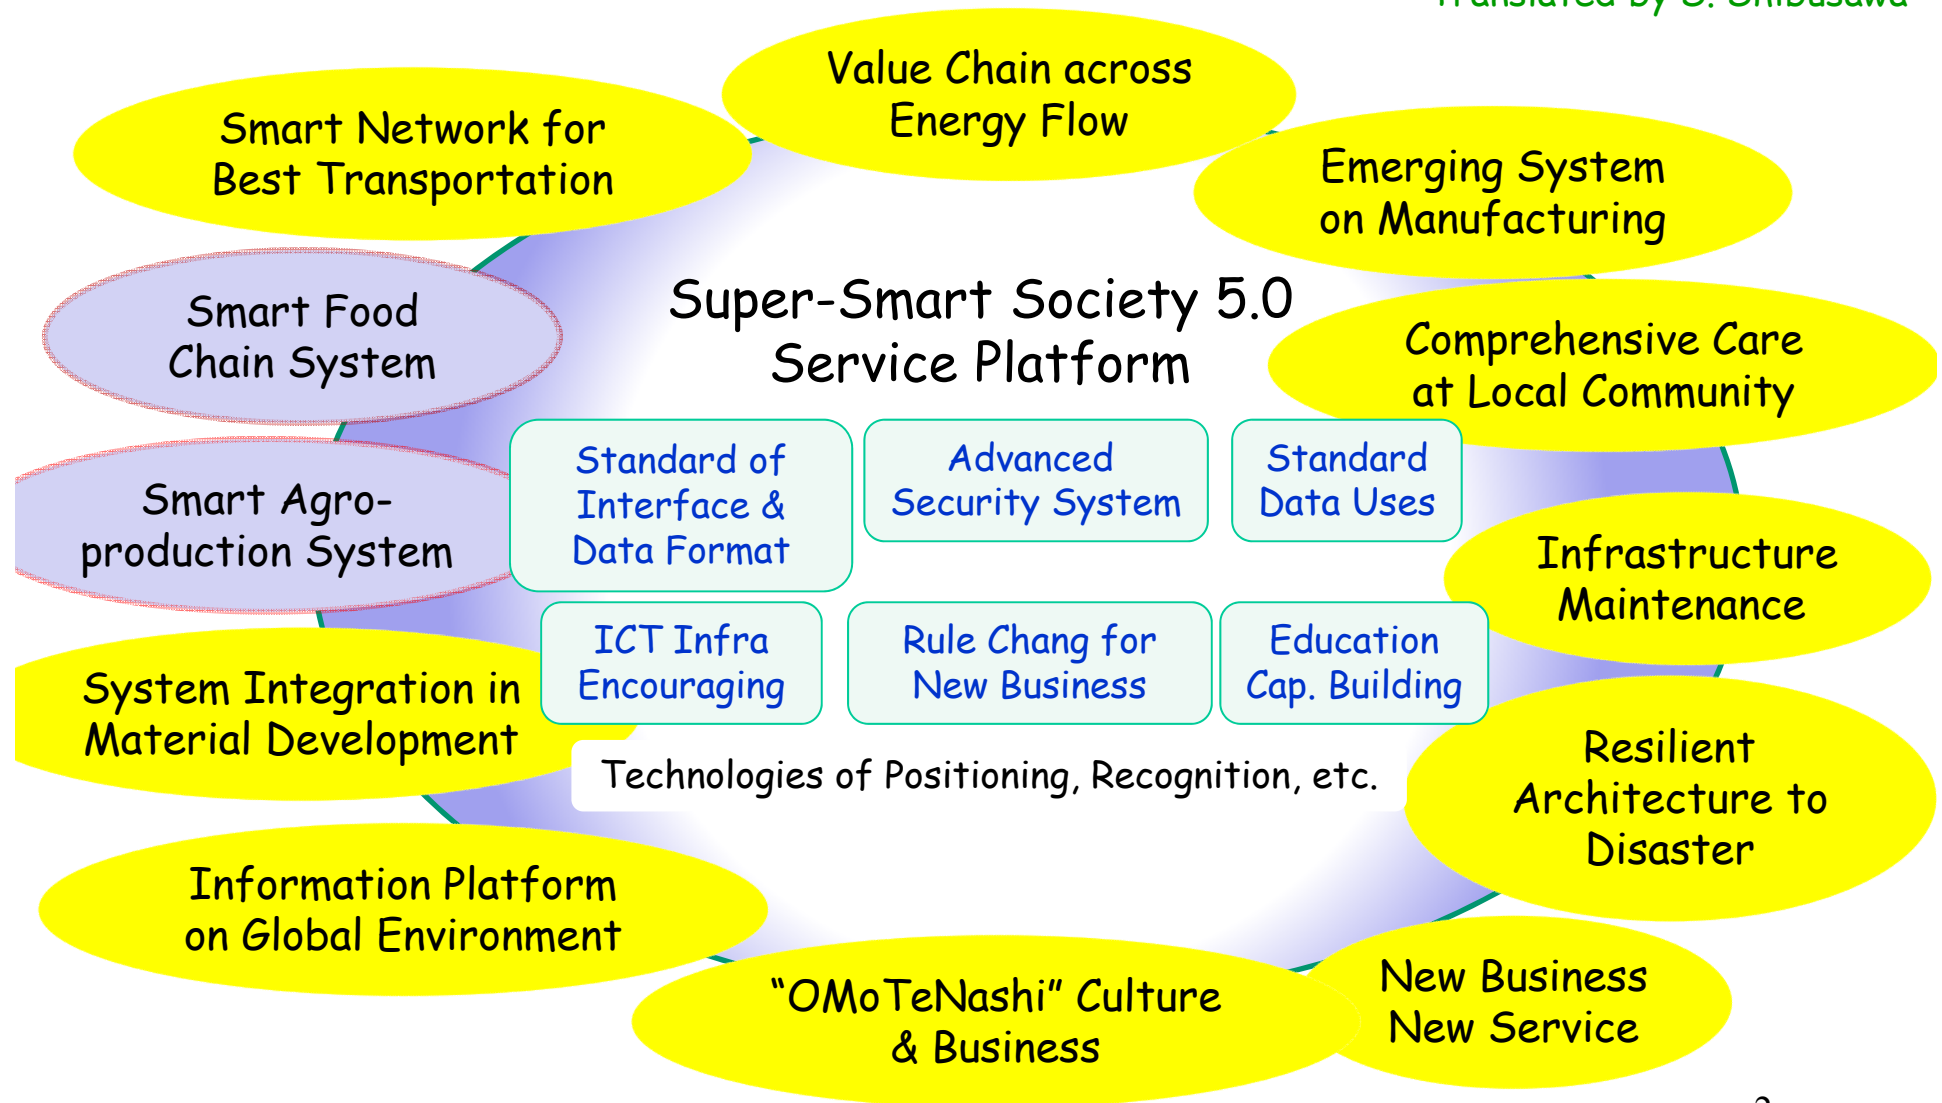 Translated by S. Shibusawa
Value Chain across
Energy Flow
Smart Network for
Best Transportation
Emerging System
on Manufacturing
Smart Food
Chain System
Super-Smart Society 5.0
Service Platform
Comprehensive Care
at Local Community
Smart Agro-
production System
Standard of
Interface &
Data Format
Advanced
Security System
Standard
Data Uses
Infrastructure
Maintenance
ICT Infra
Encouraging
Rule Chang for
New Business
Education
Cap. Building
System Integration in
Material Development
Technologies of Positioning, Recognition, etc.
Resilient
Architecture to
Disaster
Information Platform
on Global Environment
“OMoTeNashi” Culture
& Business
New Business
New Service